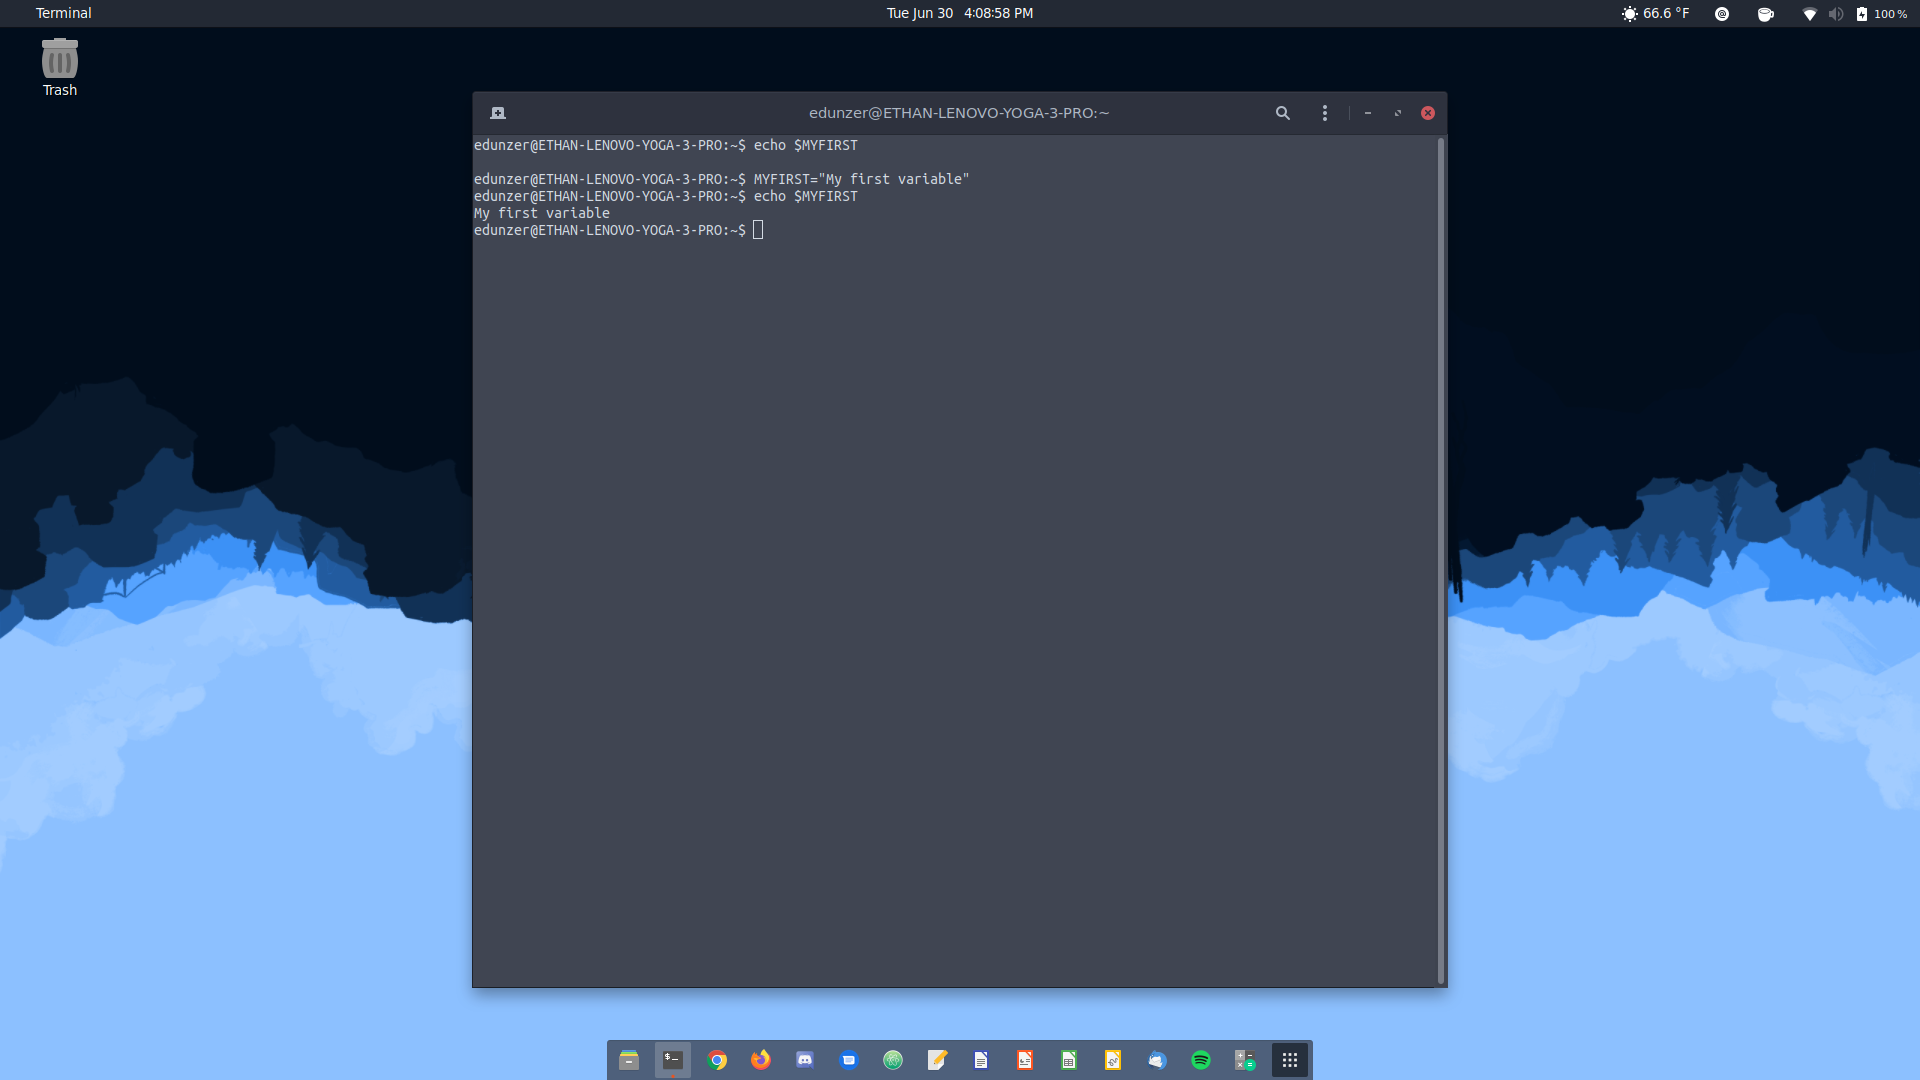 Terminal
Tue Jun 30 4:08:58 PM
66.6 °F
100 %
Trash
edunzer@ETHAN-LENOVO-YOGA-3-PRO:~
edunzer@ETHAN-LENOVO-YOGA-3-PRO:~$ echo $MYFIRST
edunzer@ETHAN-LENOVO-YOGA-3-PRO:~$ MYFIRST="My first variable"
edunzer@ETHAN-LENOVO-YOGA-3-PRO:~$ echo $MYFIRST
My first variable
edunzer@ETHAN-LENOVO-YOGA-3-PRO:~$